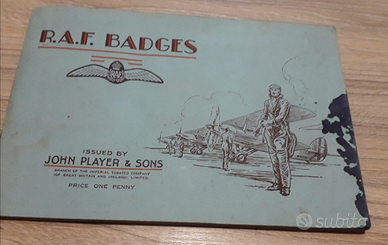 R.A.F. BADGES
RAF
ISSUED BY
JOHN PLAYER & SONS
BRANCH OF THE IMPERIAL TOBACCO COMPANY
(OF GREAT BRITAIN AND IRELAND), LIMITED.
PRICE ONE PENNY
subito